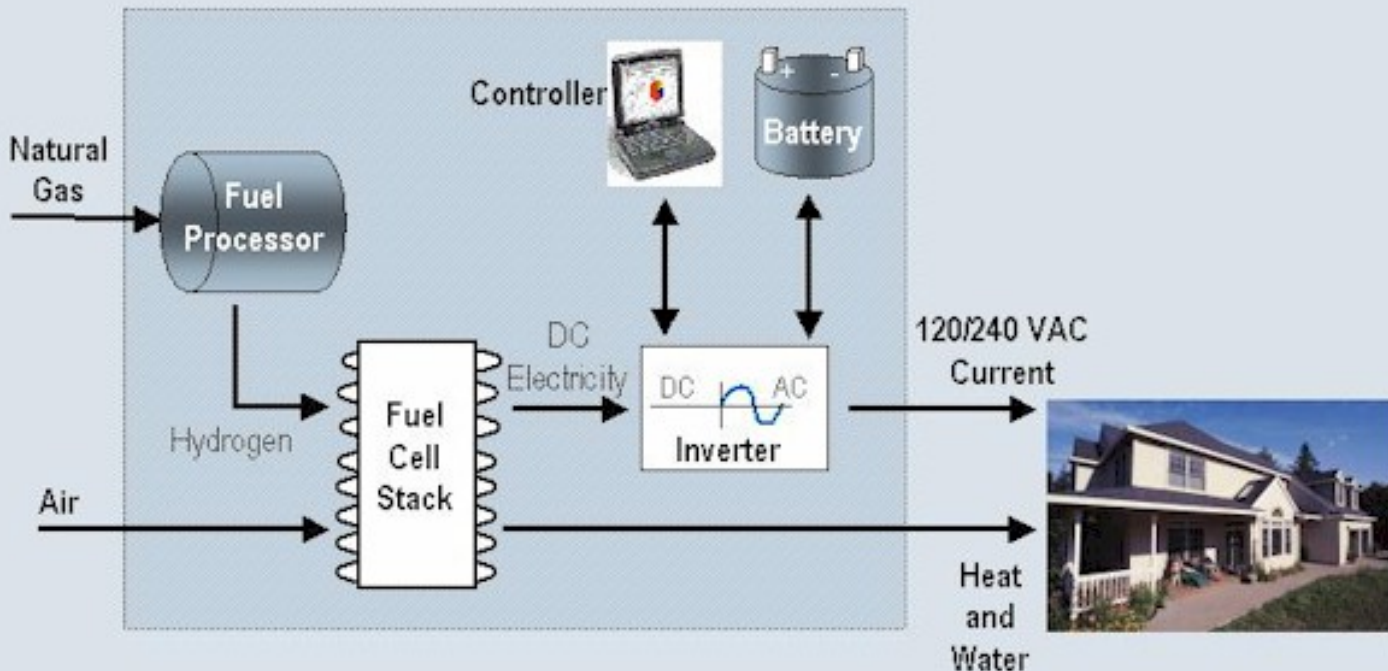 Controller
+ -
Battery
Natural
Gas
Fuel
Processor
Hydrogen
Air
Fuel
Cell
Stack
DC
Electricity
DC AC
Inverter
120/240 VAC
Current
Heat
and
Water